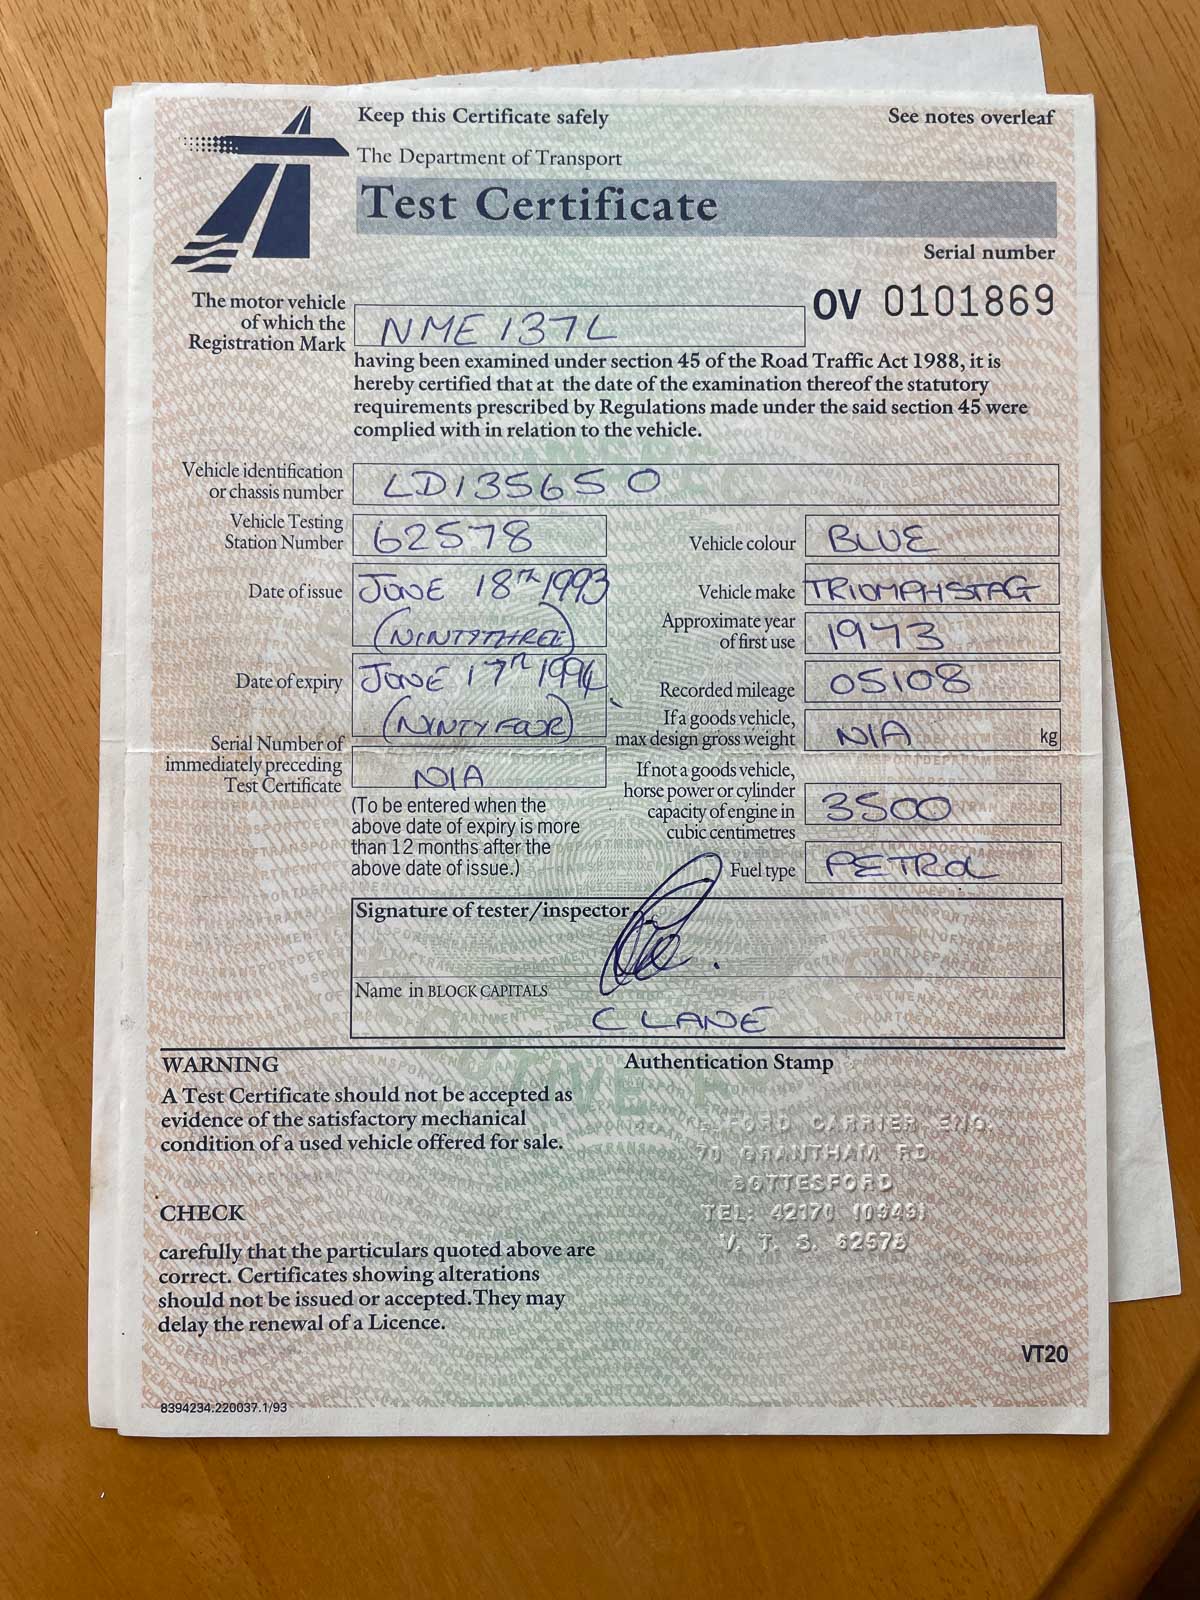 Keep this Certificate safely
See notes overleaf
The Department of Transport
Test Certificate
Serial number
OV 0101869
The motor vehicle
of which the
Registration Mark
NME 137L
having been examined under section 45 of the Road Traffic Act 1988, it is
hereby certified that at the date of the examination thereof the statutory
requirements prescribed by Regulations made under the said section 45 were
complied with in relation to the vehicle.
Vehicle identification
or chassis number
LD135650
Vehicle Testing
Station Number
62578
Vehicle colour
BLUE
Date of issue
JUNE 18TH 1993
(NINTYTHREE)
Vehicle make
TRIUMPH STAG
Approximate year
of first use
1973
Date of expiry
JUNE 17TH 1994
(NINTY FOUR)
Recorded mileage
05108
If a goods vehicle,
max design gross weight
N/A
kg
Serial Number of
immediately preceding
Test Certificate
N/A
(To be entered when the
above date of expiry is more
than 12 months after the
above date of issue.)
If not a goods vehicle,
horse power or cylinder
capacity of engine in
cubic centimetres
3500
Fuel type
PETROL
Signature of tester/inspector
Name in BLOCK CAPITALS
C LANE
WARNING
A Test Certificate should not be accepted as
evidence of the satisfactory mechanical
condition of a used vehicle offered for sale.
Authentication Stamp
CARRIER ENG.
70 GRANTHAM RD
BOTTESFORD
TEL: 42170 (0949)
V. T. S. 62578
CHECK
carefully that the particulars quoted above are
correct. Certificates showing alterations
should not be issued or accepted. They may
delay the renewal of a Licence.
VT20
8394234.220037.1/93